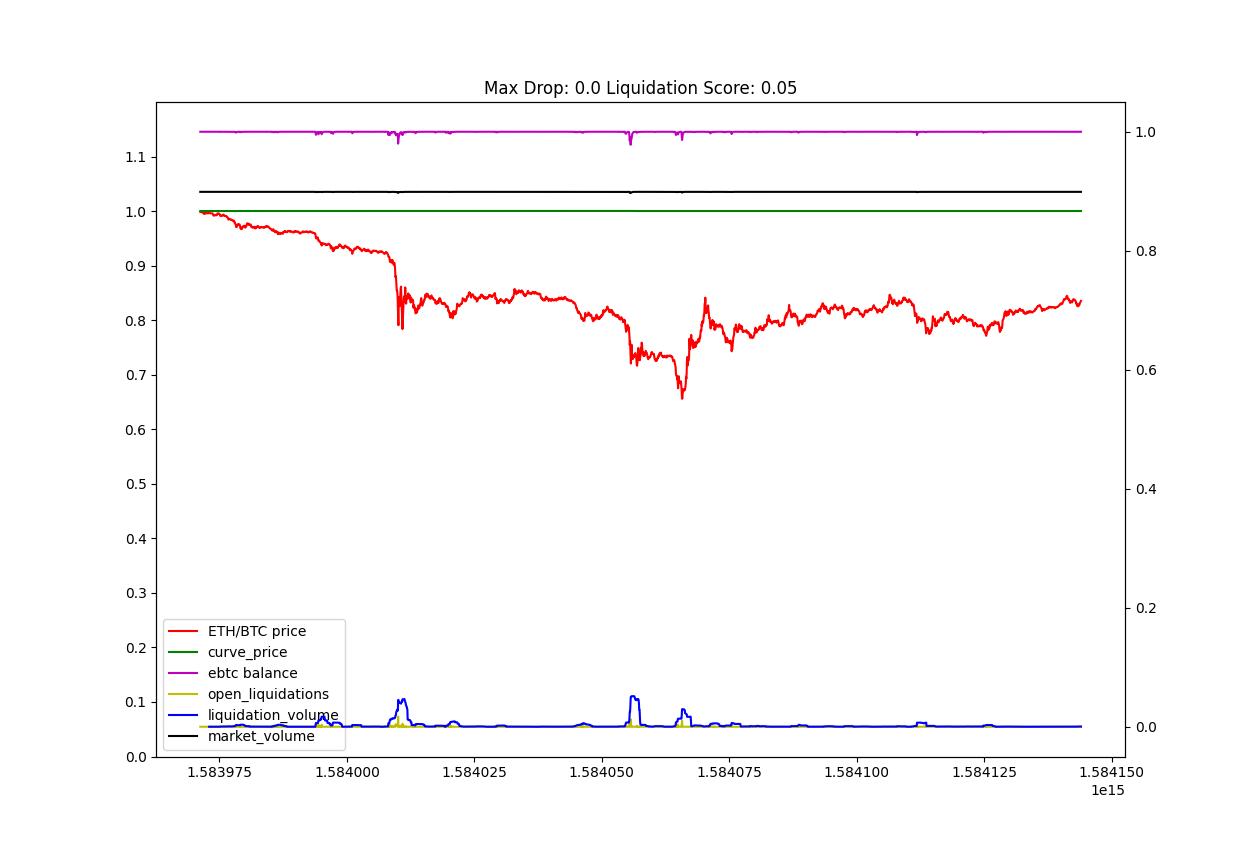 Max Drop: 0.0 Liquidation Score: 0.05
1.1
1.0
0.9
0.8
0.7
0.6
0.5
0.4
0.3
0.2
0.1
0.0
1.0
0.8
0.6
0.4
0.2
0.0
ETH/BTC price
curve_price
ebtc balance
open_liquidations
liquidation_volume
market_volume
1.583975 1.584000 1.584025 1.584050 1.584075 1.584100 1.584125 1.584150
1e15